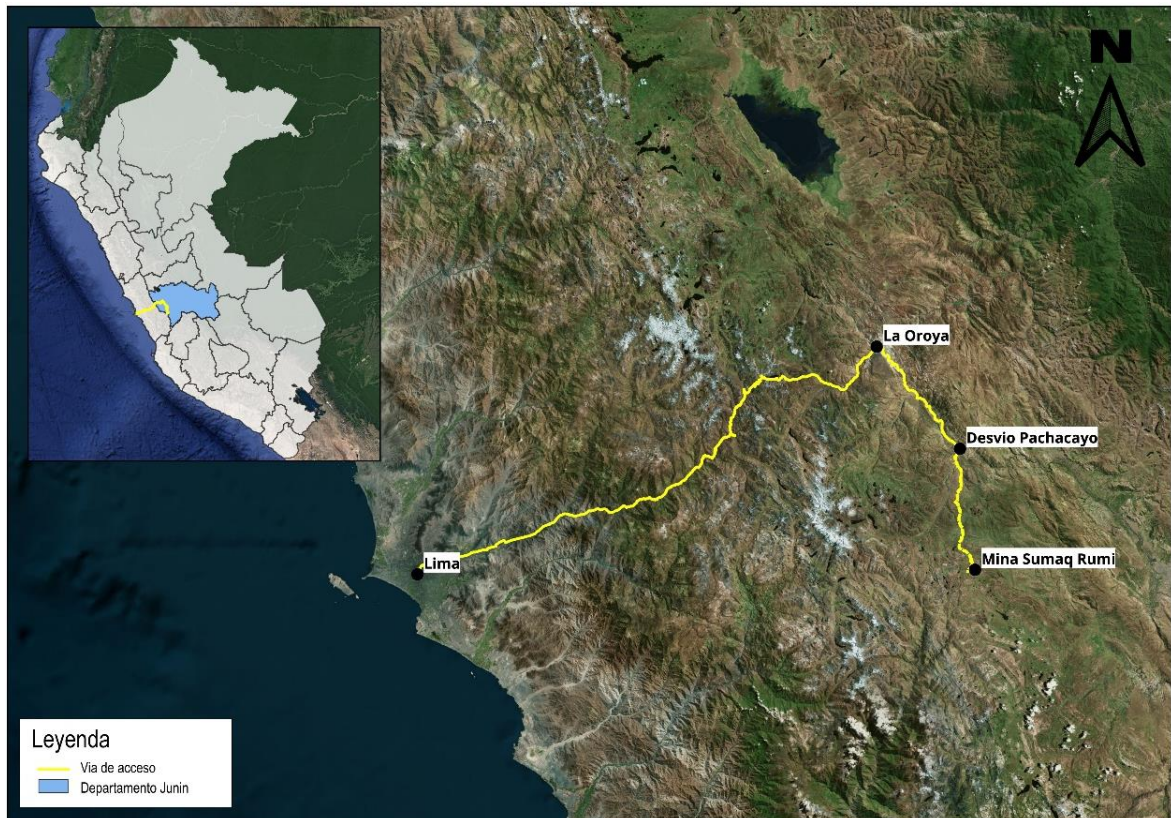 N
La Oroya
Desvio Pachacayo
Mina Sumaq Rumi
Lima
Leyenda
Via de acceso
Departamento Junin